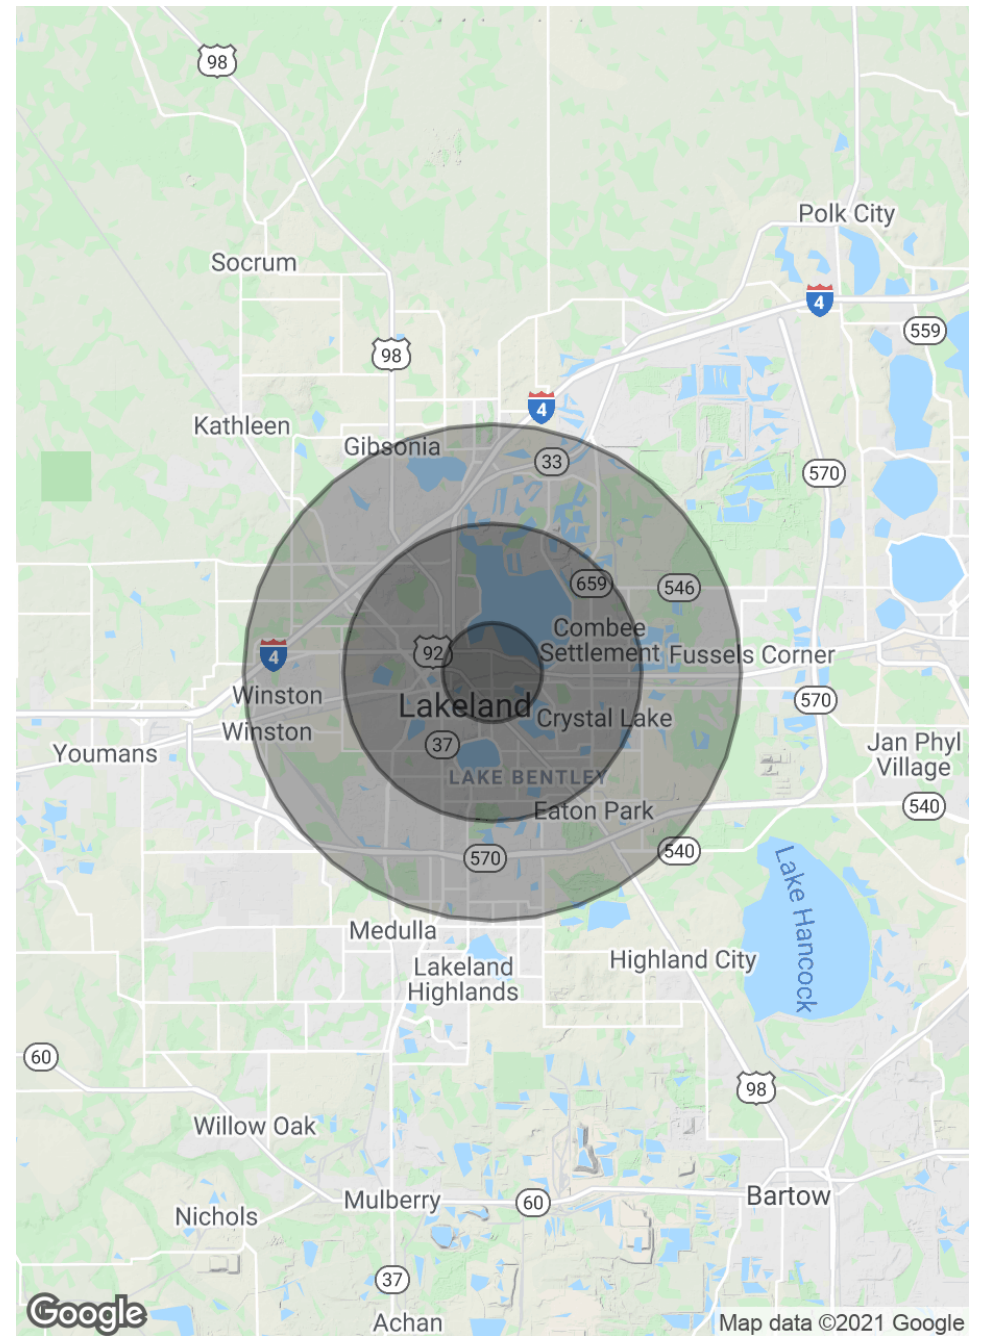 98
Polk City
Socrum
4
559
98
4
Kathleen
Gibsonia
33
570
659
546
Combee
Settlement
92
Fussels Corner
4
Winston
Lakeland
570
Crystal Lake
Winston
37
Youmans
Jan Phyl
Village
LAKE BENTLEY
540
Eaton Park
570
540
Lake Hancock
Medulla
Highland City
Lakeland
Highlands
60
98
Willow Oak
Bartow
Mulberry
60
Nichols
37
Google
Achan
Map data ©2021 Google